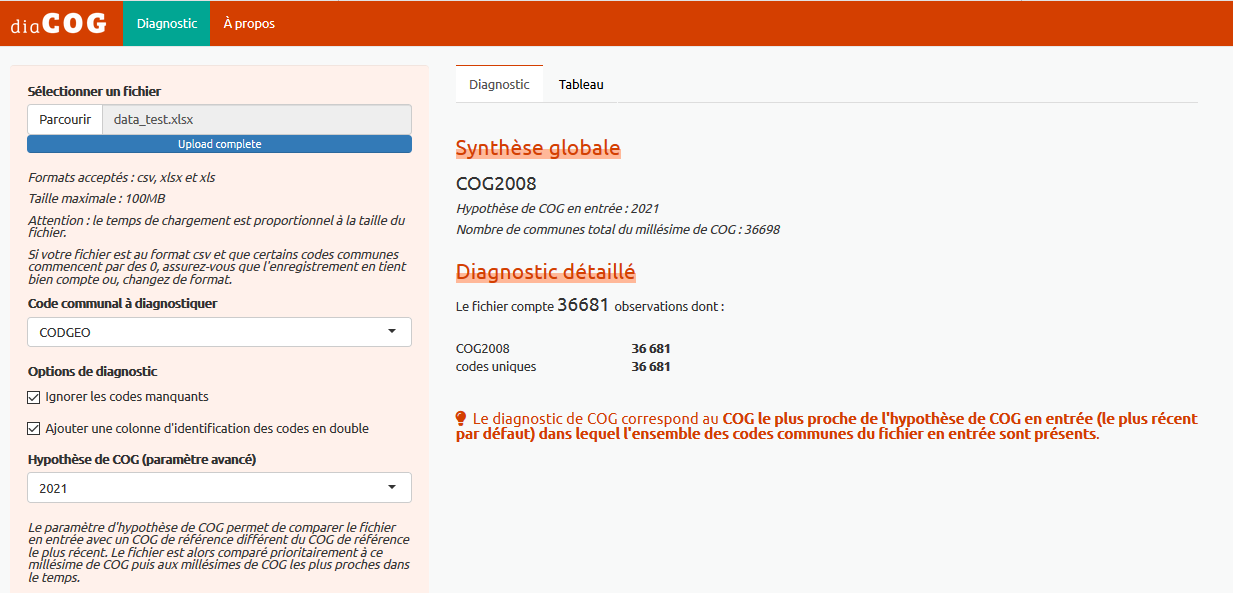 diaCOG
Diagnostic
À propos
Sélectionner un fichier
Parcourir
data_test.xlsx
Upload complete
Formats acceptés : csv, xlsx et xls
Taille maximale : 100MB
Attention : le temps de chargement est proportionnel à la taille du
fichier.
Si votre fichier est au format csv et que certains codes communes
commencent par des 0, assurez-vous que l'enregistrement en tient
bien compte ou, changez de format.
Code communal à diagnostiquer
CODGEO
Options de diagnostic
Ignorer les codes manquants
Ajouter une colonne d'identification des codes en double
Hypothèse de COG (paramètre avancé)
2021
Le paramètre d'hypothèse de COG permet de comparer le fichier
en entrée avec un COG de référence différent du COG de référence
le plus récent. Le fichier est alors comparé prioritairement à ce
millésime de COG puis aux millésimes de COG les plus proches dans
le temps.
Diagnostic
Tableau
Synthèse globale
COG2008
Hypothèse de COG en entrée : 2021
Nombre de communes total du millésime de COG : 36698
Diagnostic détaillé
Le fichier compte 36681 observations dont :
COG2008 36 681
codes uniques 36 681
Le diagnostic de COG correspond au COG le plus proche de l'hypothèse de COG en entrée (le plus récent
par défaut) dans lequel l'ensemble des codes communes du fichier en entrée sont présents.